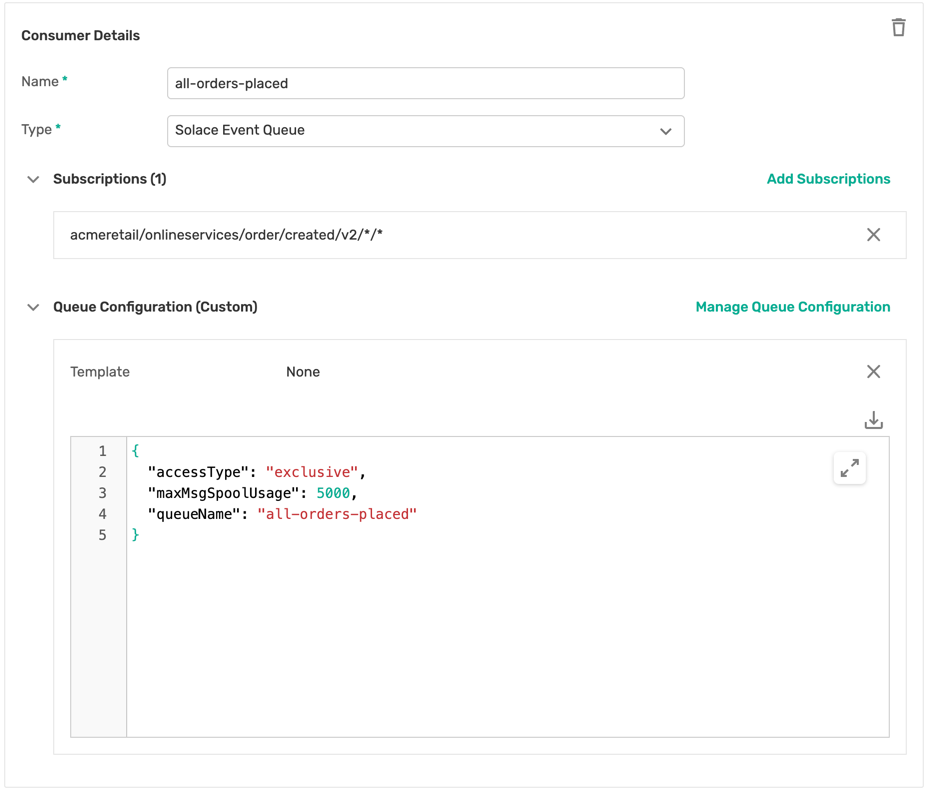 Consumer Details
Name *
all-orders-placed
Type *
Solace Event Queue
Subscriptions (1)
Add Subscriptions
acmeretail/onlineservices/order/created/v2/*/*
Queue Configuration (Custom)
Manage Queue Configuration
Template None
1 {
2 "accessType": "exclusive",
3 "maxMsgSpoolUsage": 5000,
4 "queueName": "all-orders-placed"
5 }